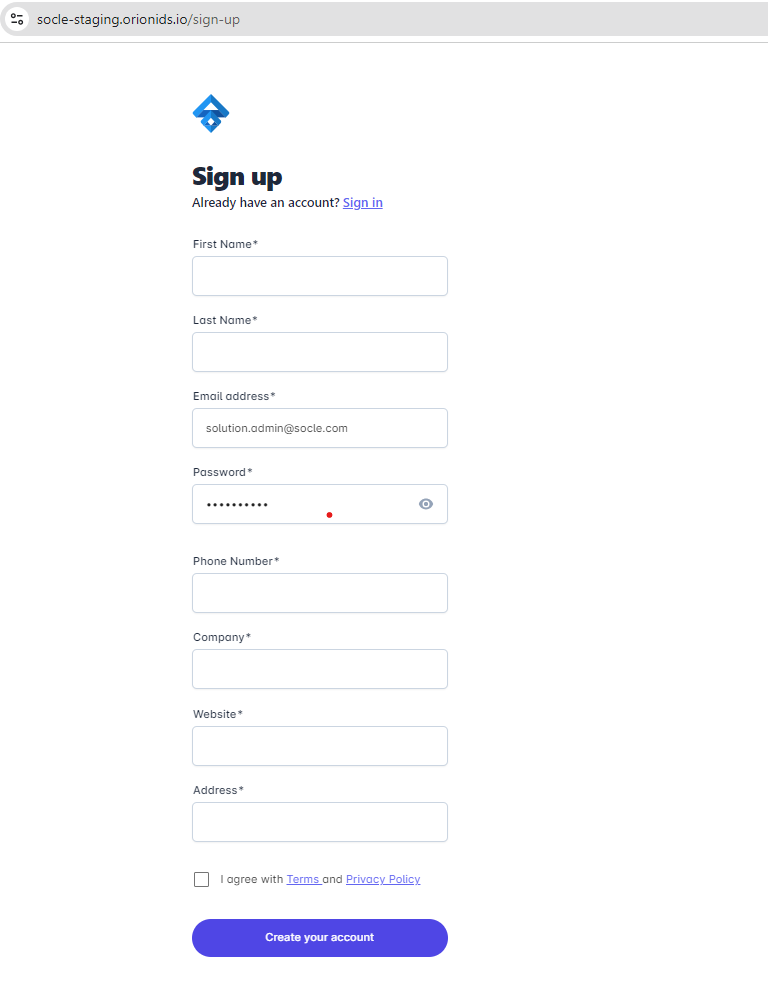 socle-staging.orionids.io/sign-up
Sign up
Already have an account? Sign in
First Name*
Last Name*
Email address*
solution.admin@socle.com
Password*
••••••••••
Phone Number*
Company*
Website*
Address*
I agree with Terms and Privacy Policy
Create your account